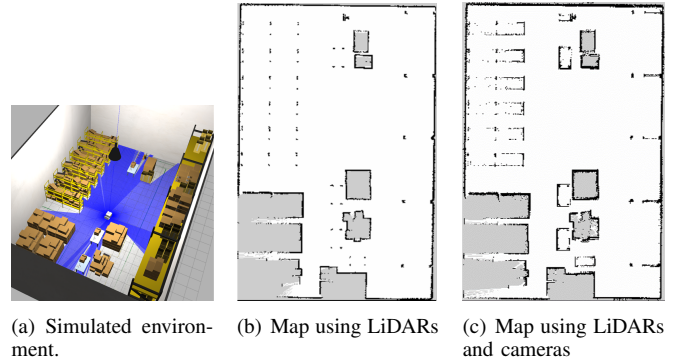 (a) Simulated environ-
ment.
(b) Map using LiDARs
(c) Map using LiDARs
and cameras